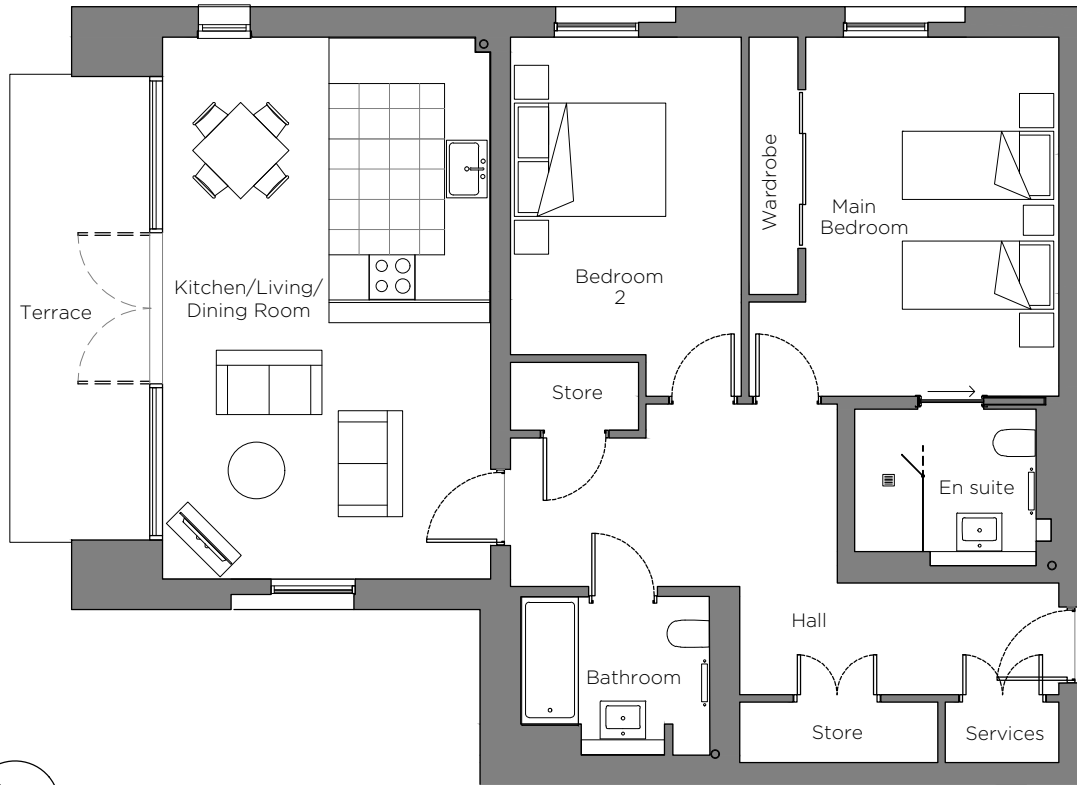 Wardrobe
Main
Bedroom
Bedroom
2
Kitchen/Living/
Dining Room
Terrace
Store
En suite
Hall
Bathroom
Store
Services